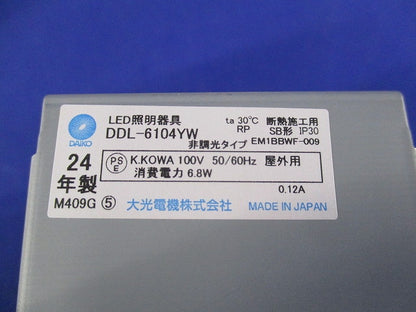 LED照明器具
DDL-6104YW
非調光タイプ
ta 30℃ 断熱施工用
RP SB形 IP30
EM1BBWF-009
DAIKO
24
年製
PS
E
K.KOWA 100V 50/60Hz 屋外用
消費電力 6.8W
0.12A
M409G ⑤ 大光電機株式会社 MADE IN JAPAN